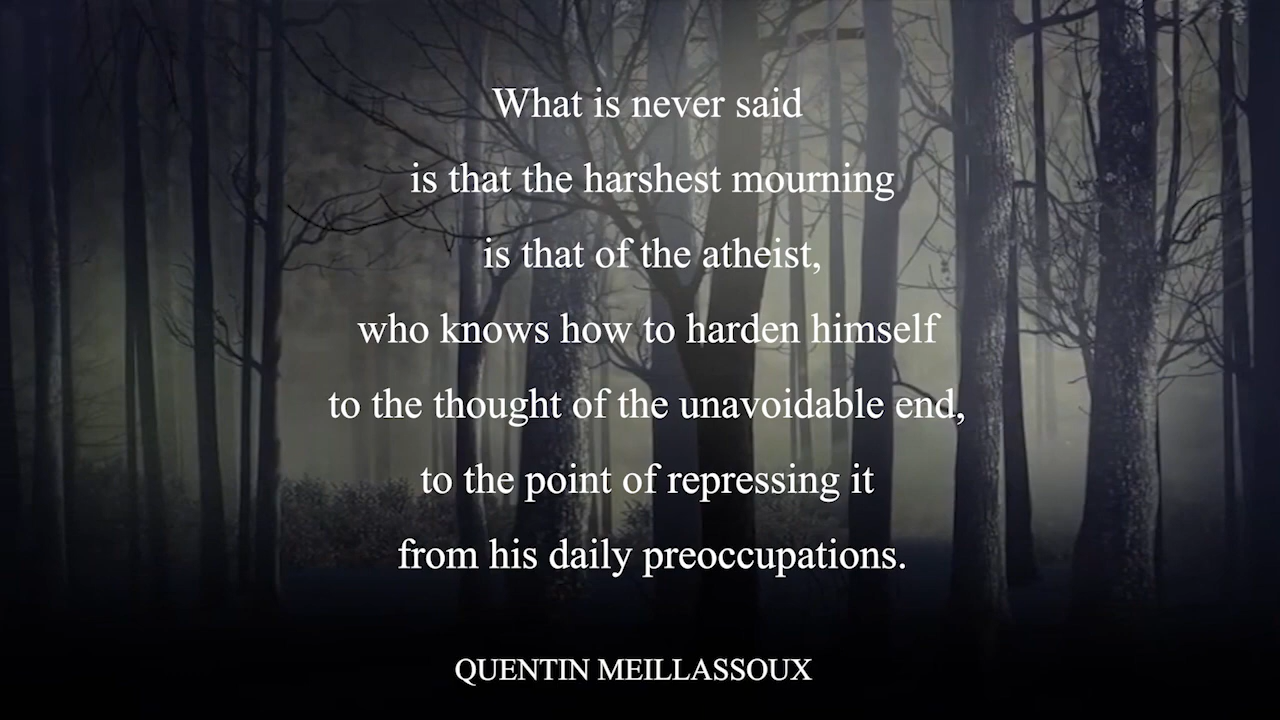 What is never said
is that the harshest mourning
is that of the atheist,
who knows how to harden himself
to the thought of the unavoidable end,
to the point of repressing it
from his daily preoccupations.
QUENTIN MEILLASSOUX